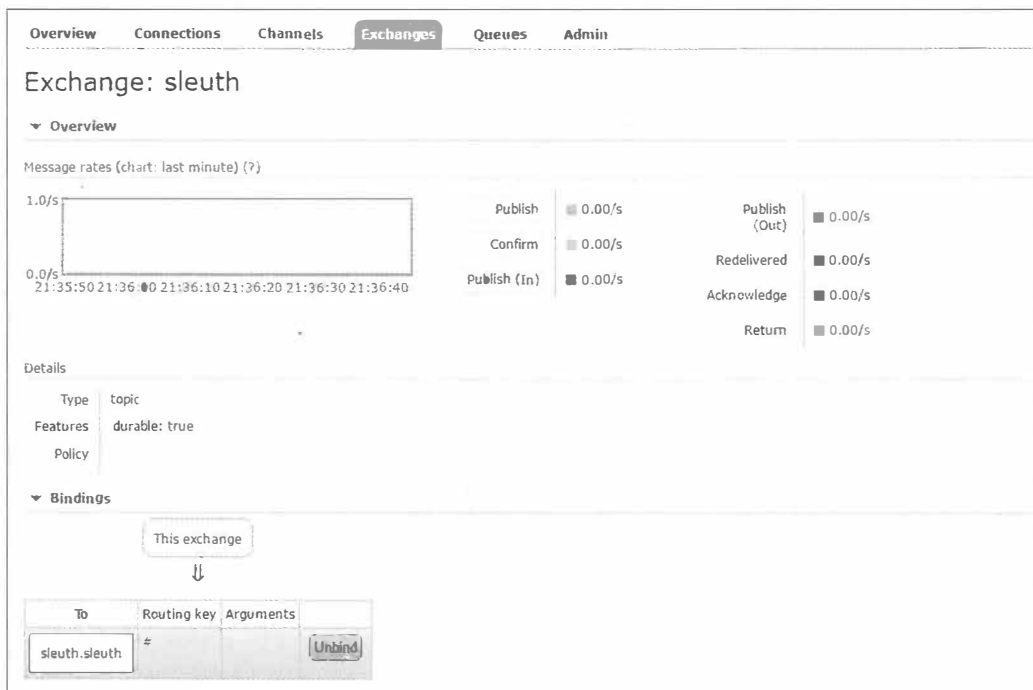 Overview Connections Channels Exchanges Queues Admin
Exchange: sleuth
Overview
Message rates (chart: last minute) (?)
1.0/s
0.0/s
21:35:50 21:36:00 21:36:10 21:36:20 21:36:30 21:36:40
Publish 0.00/s
Confirm 0.00/s
Publish (In) 0.00/s
Publish (Out) 0.00/s
Redelivered 0.00/s
Acknowledge 0.00/s
Return 0.00/s
Details
Type topic
Features durable: true
Policy
Bindings
This exchange
⇓
To Routing key Arguments
sleuth.sleuth # Unbind